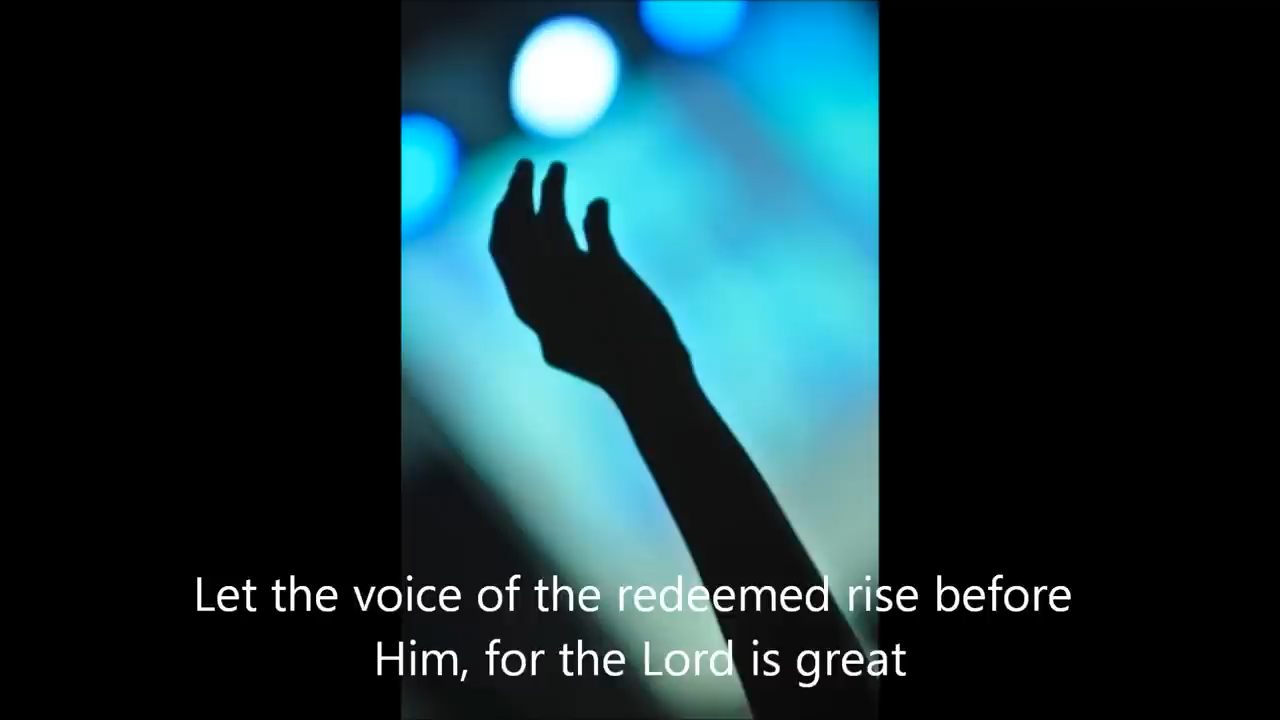 Let the voice of the redeemed rise before
Him, for the Lord is great